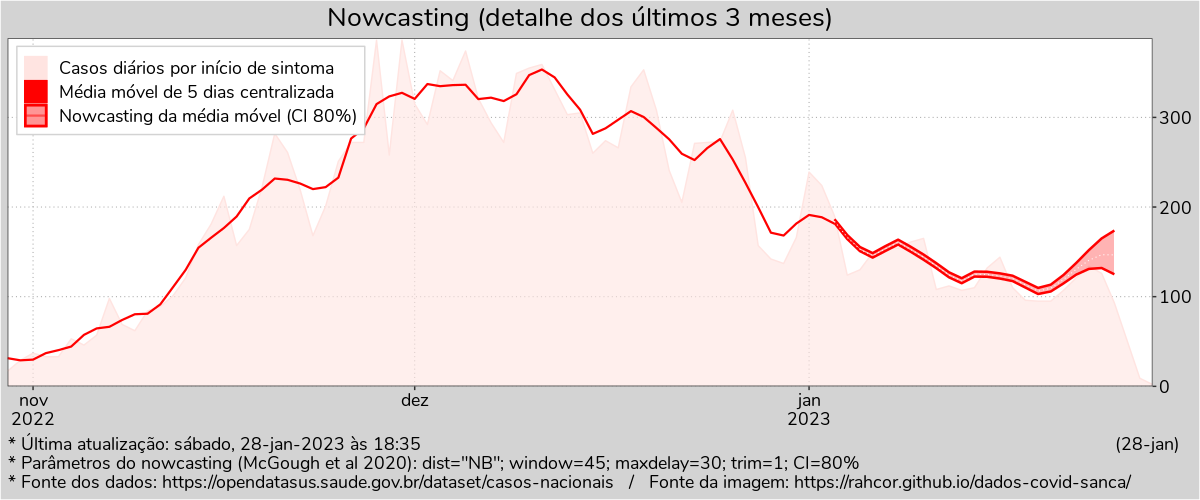 Nowcasting (detalhe dos últimos 3 meses)
Casos diários por início de sintoma
Média móvel de 5 dias centralizada
Nowcasting da média móvel (CI 80%)
300
200
100
0
nov
2022
dez
jan
2023
* Última atualização: sábado, 28-jan-2023 às 18:35
(28-jan)
* Parâmetros do nowcasting (McGough et al 2020): dist="NB"; window=45; maxdelay=30; trim=1; CI=80%
* Fonte dos dados: https://opendatasus.saude.gov.br/dataset/casos-nacionais / Fonte da imagem: https://rahcor.github.io/dados-covid-sanca/